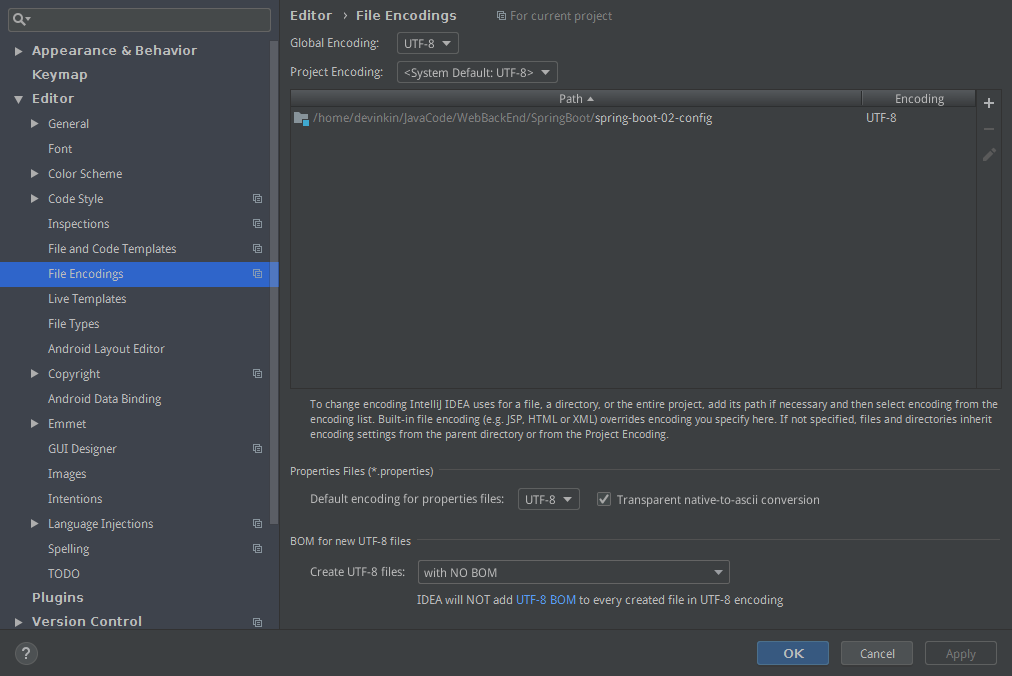 Appearance & Behavior
Keymap
Editor
General
Font
Color Scheme
Code Style
Inspections
File and Code Templates
File Encodings
Live Templates
File Types
Android Layout Editor
Copyright
Android Data Binding
Emmet
GUI Designer
Images
Intentions
Language Injections
Spelling
TODO
Plugins
Version Control
Editor › File Encodings For current project
Global Encoding: UTF-8
Project Encoding: <System Default: UTF-8>
Path Encoding
/home/devinkin/JavaCode/WebBackEnd/SpringBoot/spring-boot-02-config UTF-8
To change encoding IntelliJ IDEA uses for a file, a directory, or the entire project, add its path if necessary and then select encoding from the
encoding list. Built-in file encoding (e.g. JSP, HTML or XML) overrides encoding you specify here. If not specified, files and directories inherit
encoding settings from the parent directory or from the Project Encoding.
Properties Files (*.properties)
Default encoding for properties files: UTF-8 Transparent native-to-ascii conversion
BOM for new UTF-8 files
Create UTF-8 files: with NO BOM
IDEA will NOT add UTF-8 BOM to every created file in UTF-8 encoding
? OK Cancel Apply